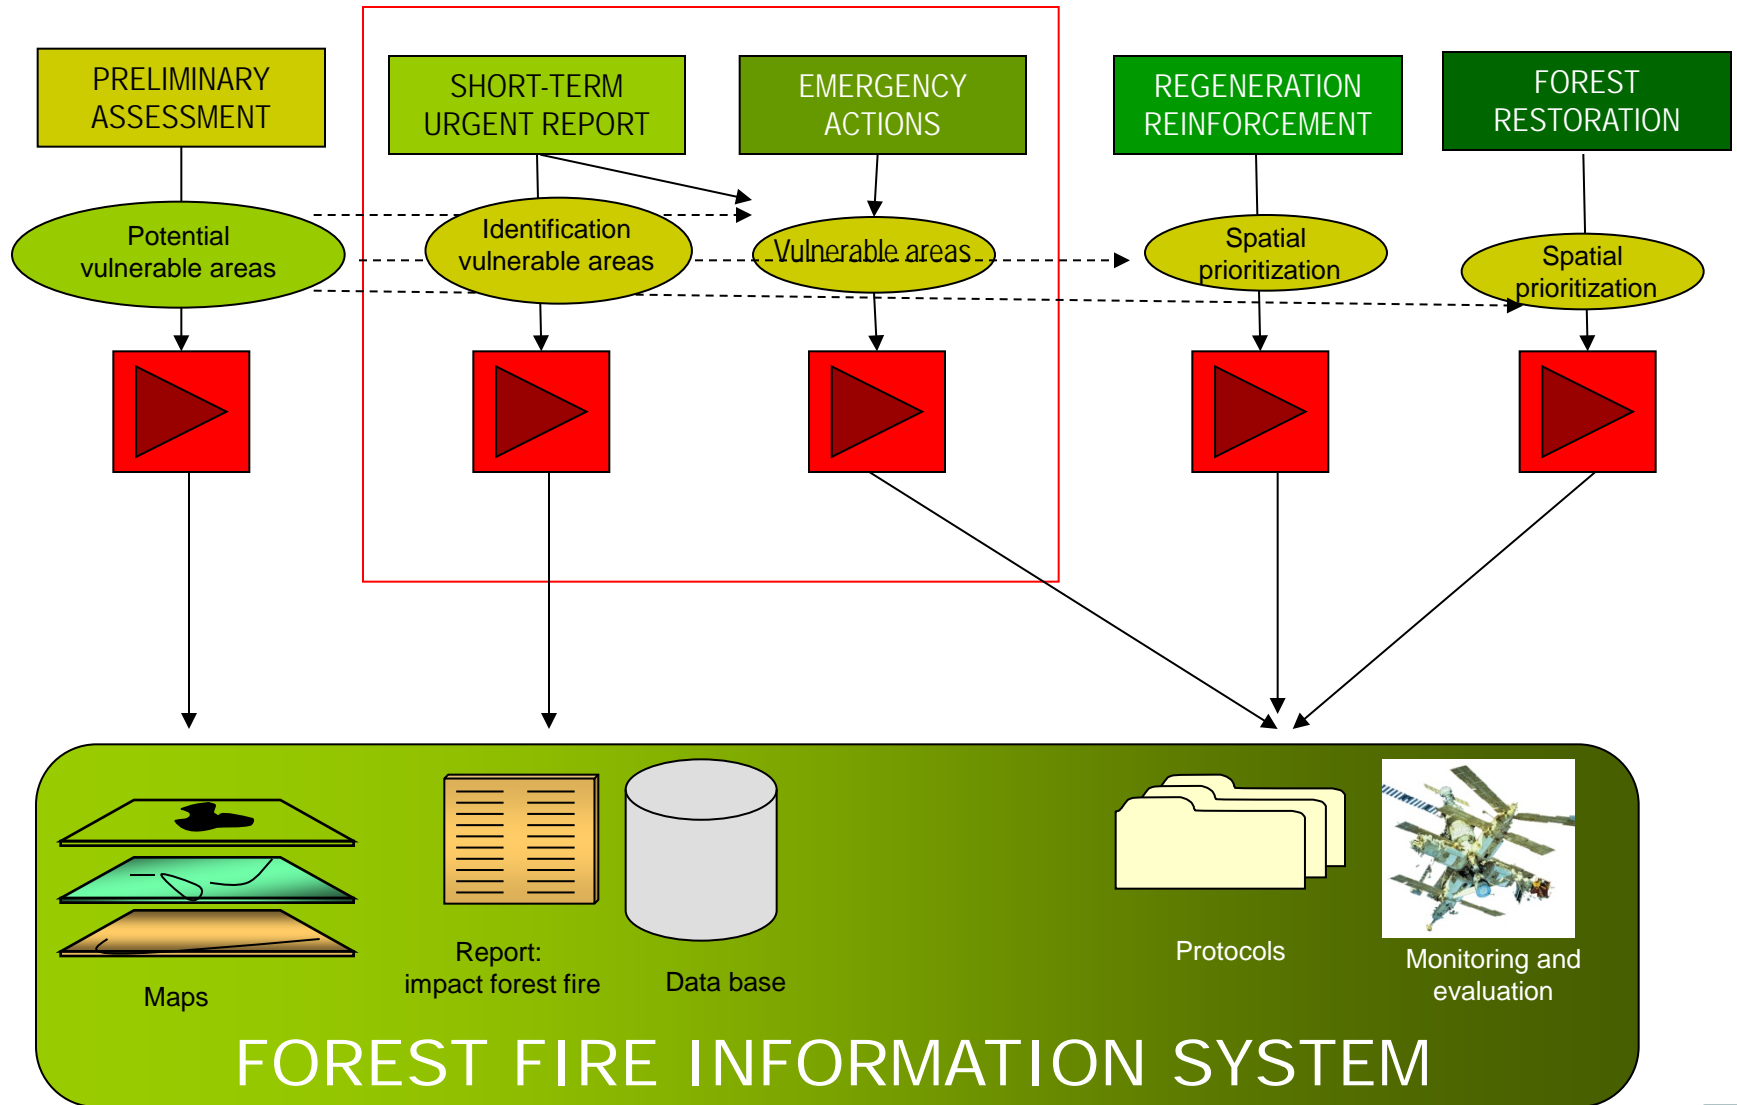 PRELIMINARY
ASSESSMENT
SHORT-TERM
URGENT REPORT
EMERGENCY
ACTIONS
REGENERATION
REINFORCEMENT
FOREST
RESTORATION
Potential
vulnerable areas
Identification
vulnerable areas
Vulnerable areas
Spatial
prioritization
Spatial
prioritization
Maps
Report:
impact forest fire
Data base
Protocols
Monitoring and
evaluation
FOREST FIRE INFORMATION SYSTEM